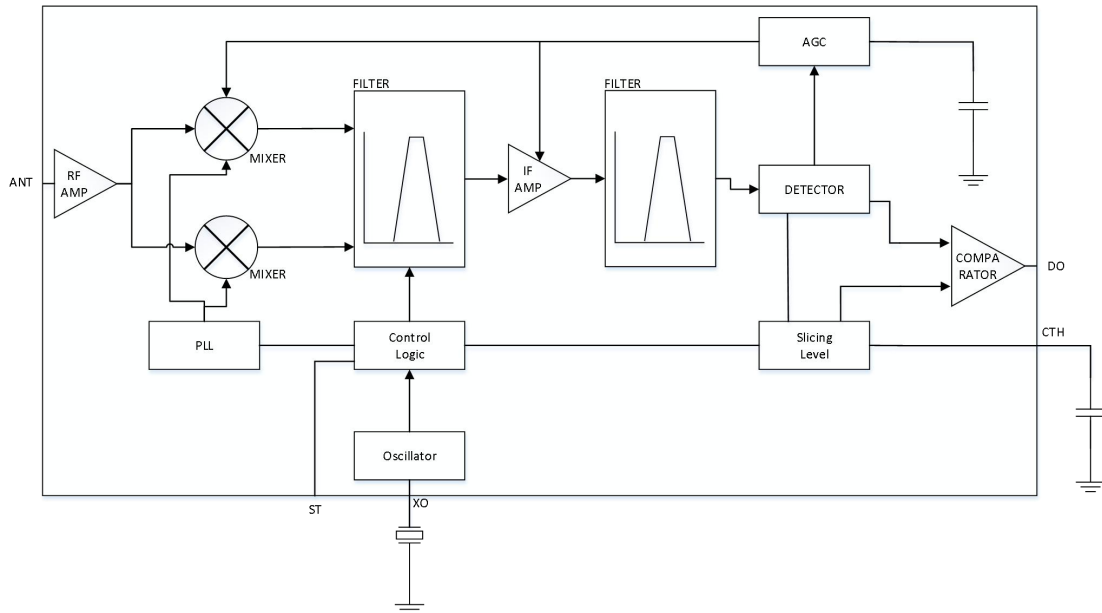 AGC
FILTER
FILTER
MIXER
RF
AMP
IF
AMP
ANT
DETECTOR
MIXER
COMPA
RATOR
DO
PLL
Control
Logic
Slicing
Level
CTH
Oscillator
ST
XO